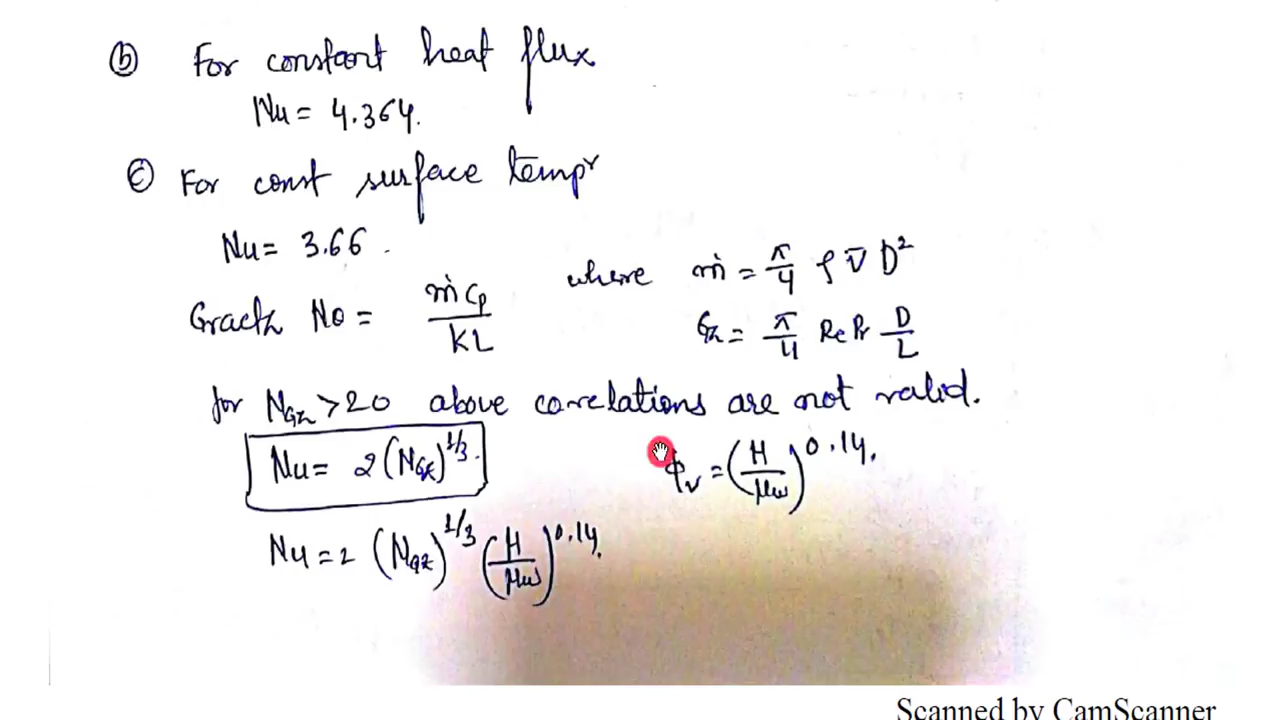 ⓑ For constant heat flux
Nu = 4.364.
ⓒ For const surface tempr
Nu = 3.66.
where ṁ = π/4 ρ V̄ D²
Graetz No = ṁCp/KL
Gz = π/4 Re Pr D/L
for NGz > 20 above correlations are not valid.
Nu = 2 (NGz)^1/3.
ϕv = (μ/μw)^0.14.
Nu = 2 (NGz)^1/3 (μ/μw)^0.14.
Scanned by CamScanner